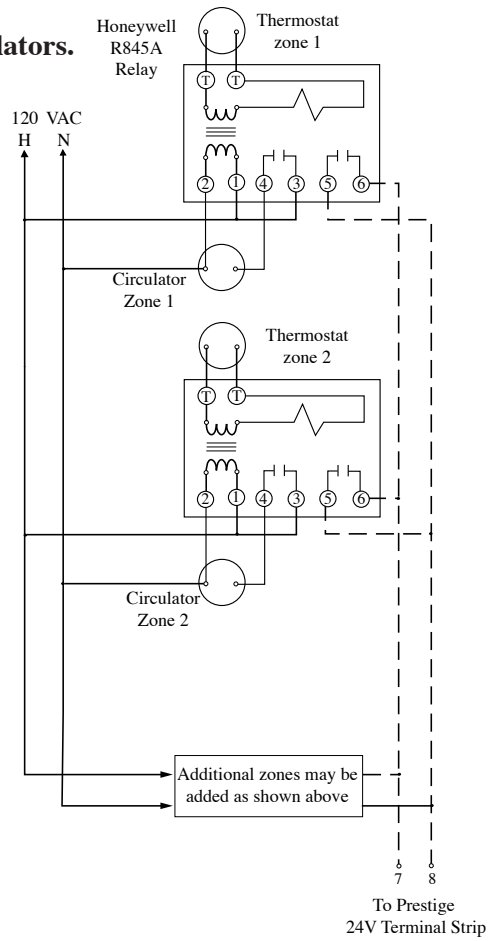 lators.
Honeywell
R845A
Relay
Thermostat
zone 1
T T
2 1 4 3 5 6
120 VAC
H N
Circulator
Zone 1
Thermostat
zone 2
T T
2 1 4 3 5 6
Circulator
Zone 2
Additional zones may be
added as shown above
7 8
To Prestige
24V Terminal Strip